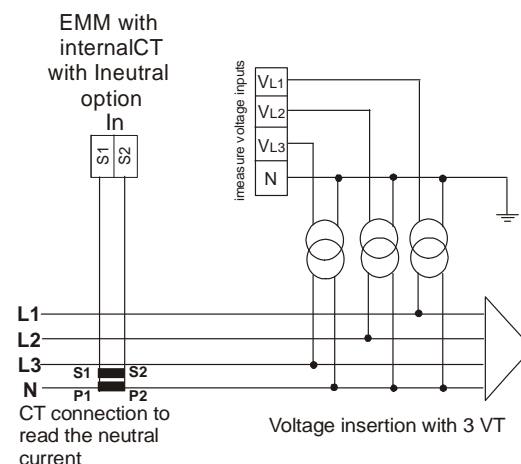 EMM with
internalCT
with Ineutral
option
In
S1
S2
imeasure voltage inputs
VL1
VL2
VL3
N
L1
L2
L3
N
S1 S2
P1 P2
CT connection to
read the neutral
current
Voltage insertion with 3 VT